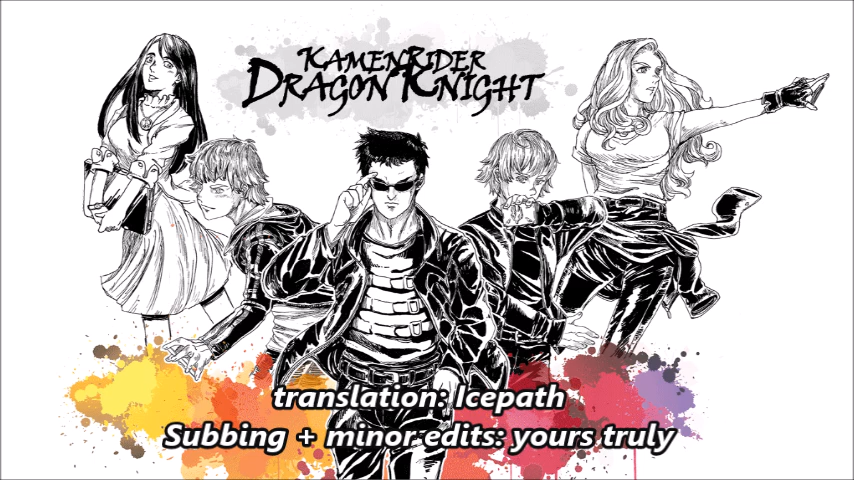 KAMEN RIDER
DRAGON KNIGHT
translation: Icepath
Subbing + minor edits: yours truly